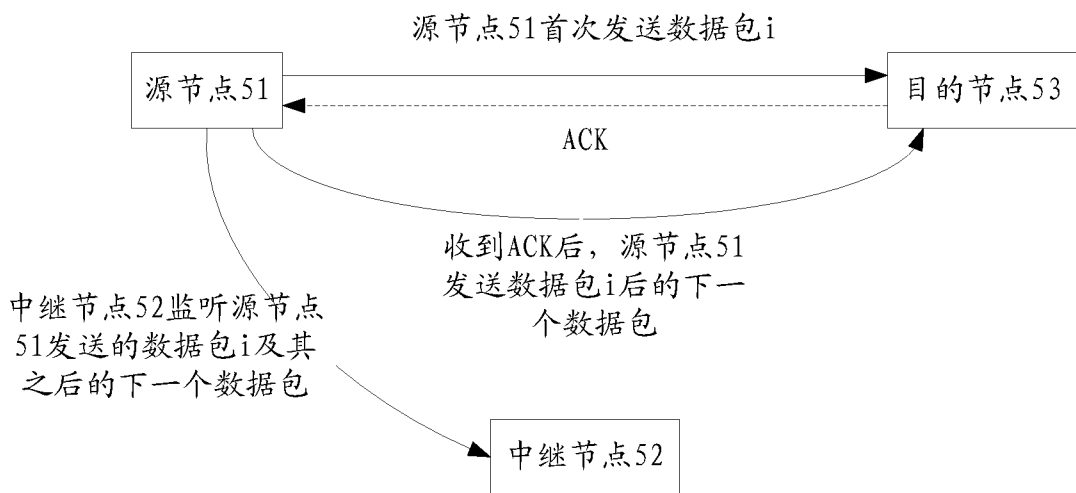 源节点51首次发送数据包i
源节点51
目的节点53
ACK
收到ACK后，源节点51
发送数据包i后的下一
个数据包
中继节点52监听源节点
51发送的数据包i及其
之后的下一个数据包
中继节点52